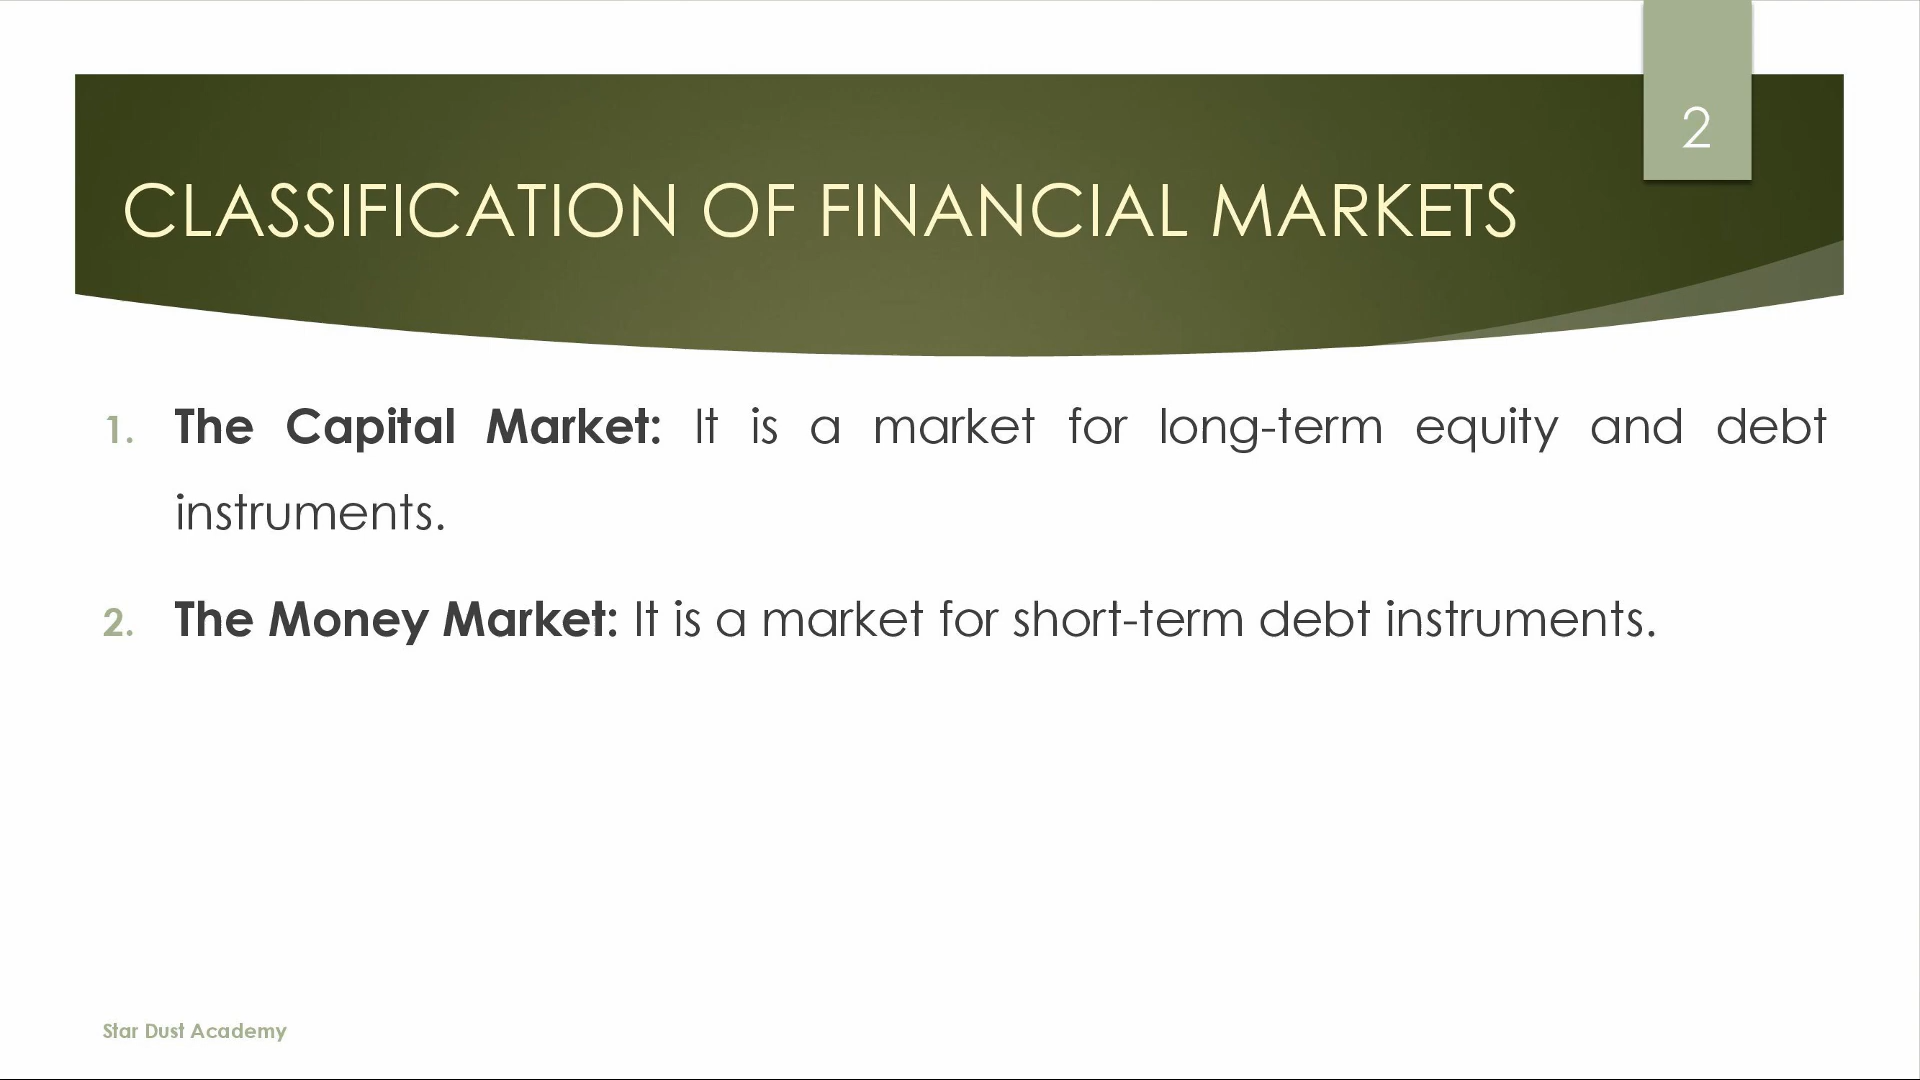 2
CLASSIFICATION OF FINANCIAL MARKETS
1. The Capital Market: It is a market for long-term equity and debt
instruments.
2. The Money Market: It is a market for short-term debt instruments.
Star Dust Academy